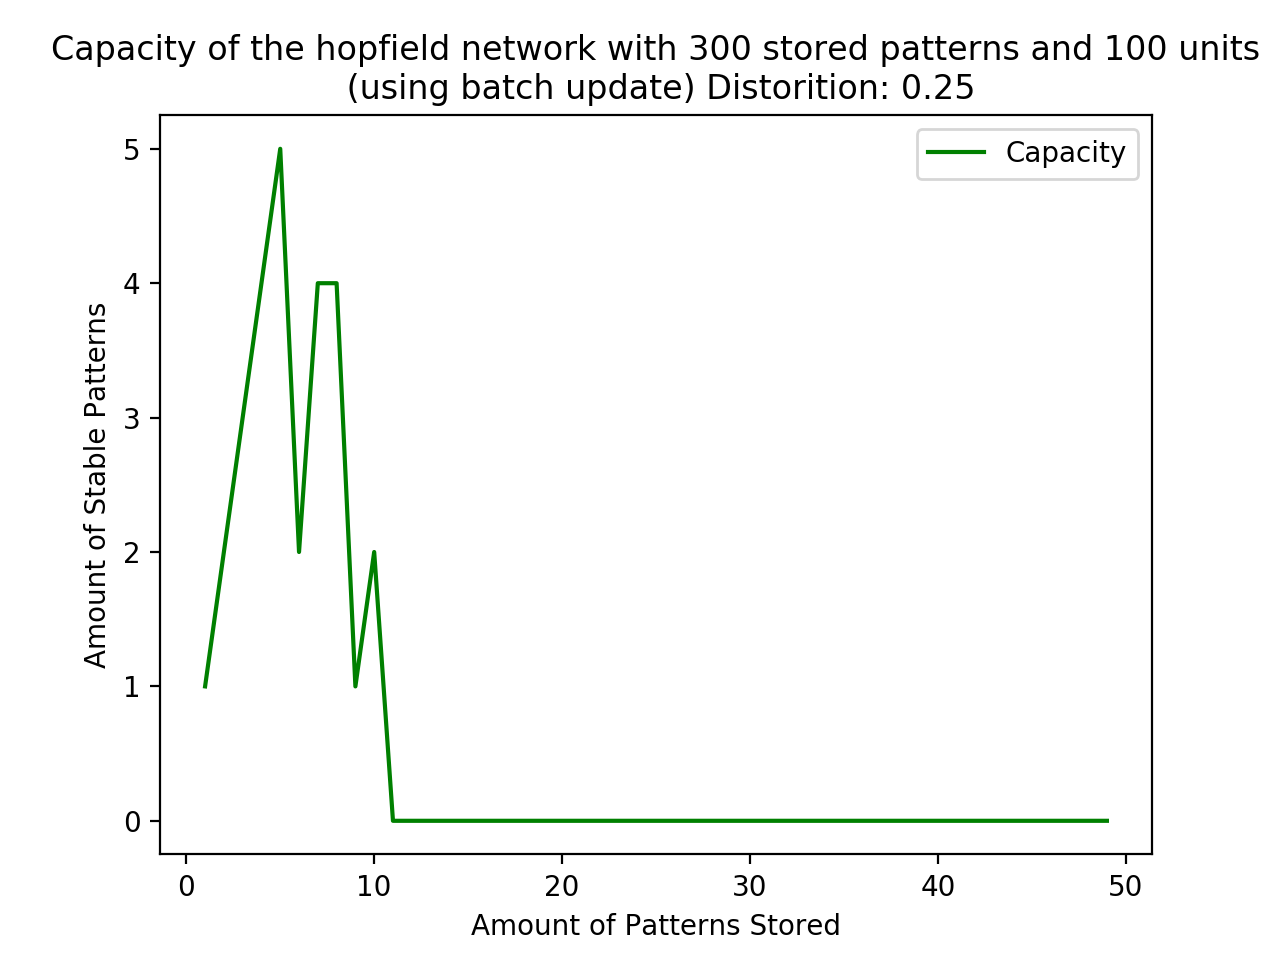 Capacity of the hopfield network with 300 stored patterns and 100 units
(using batch update) Distorition: 0.25
Capacity
5
4
3
2
1
0
Amount of Stable Patterns
0 10 20 30 40 50
Amount of Patterns Stored